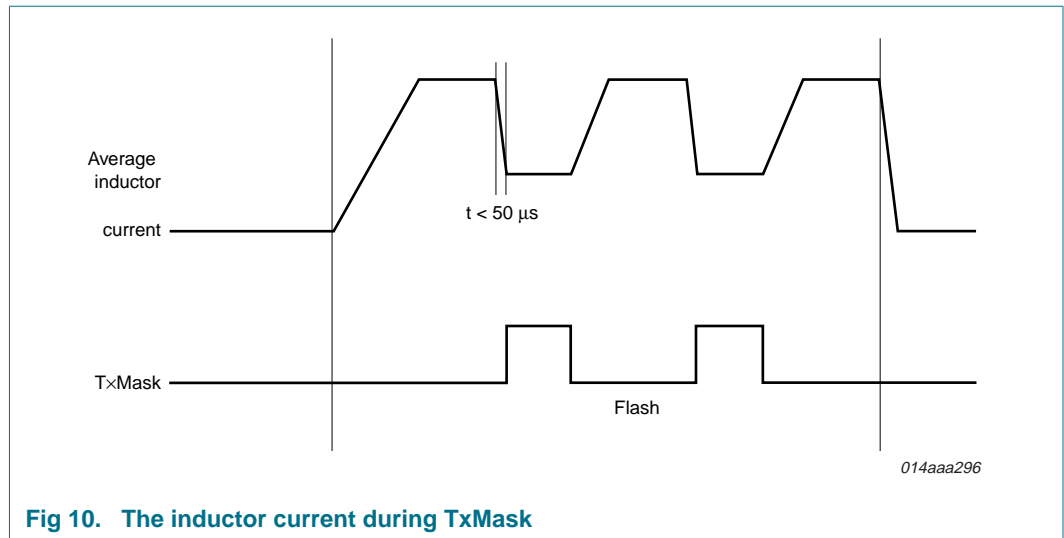 Average
inductor
current
t < 50 μs
T×Mask
Flash
014aaa296
Fig 10. The inductor current during TxMask